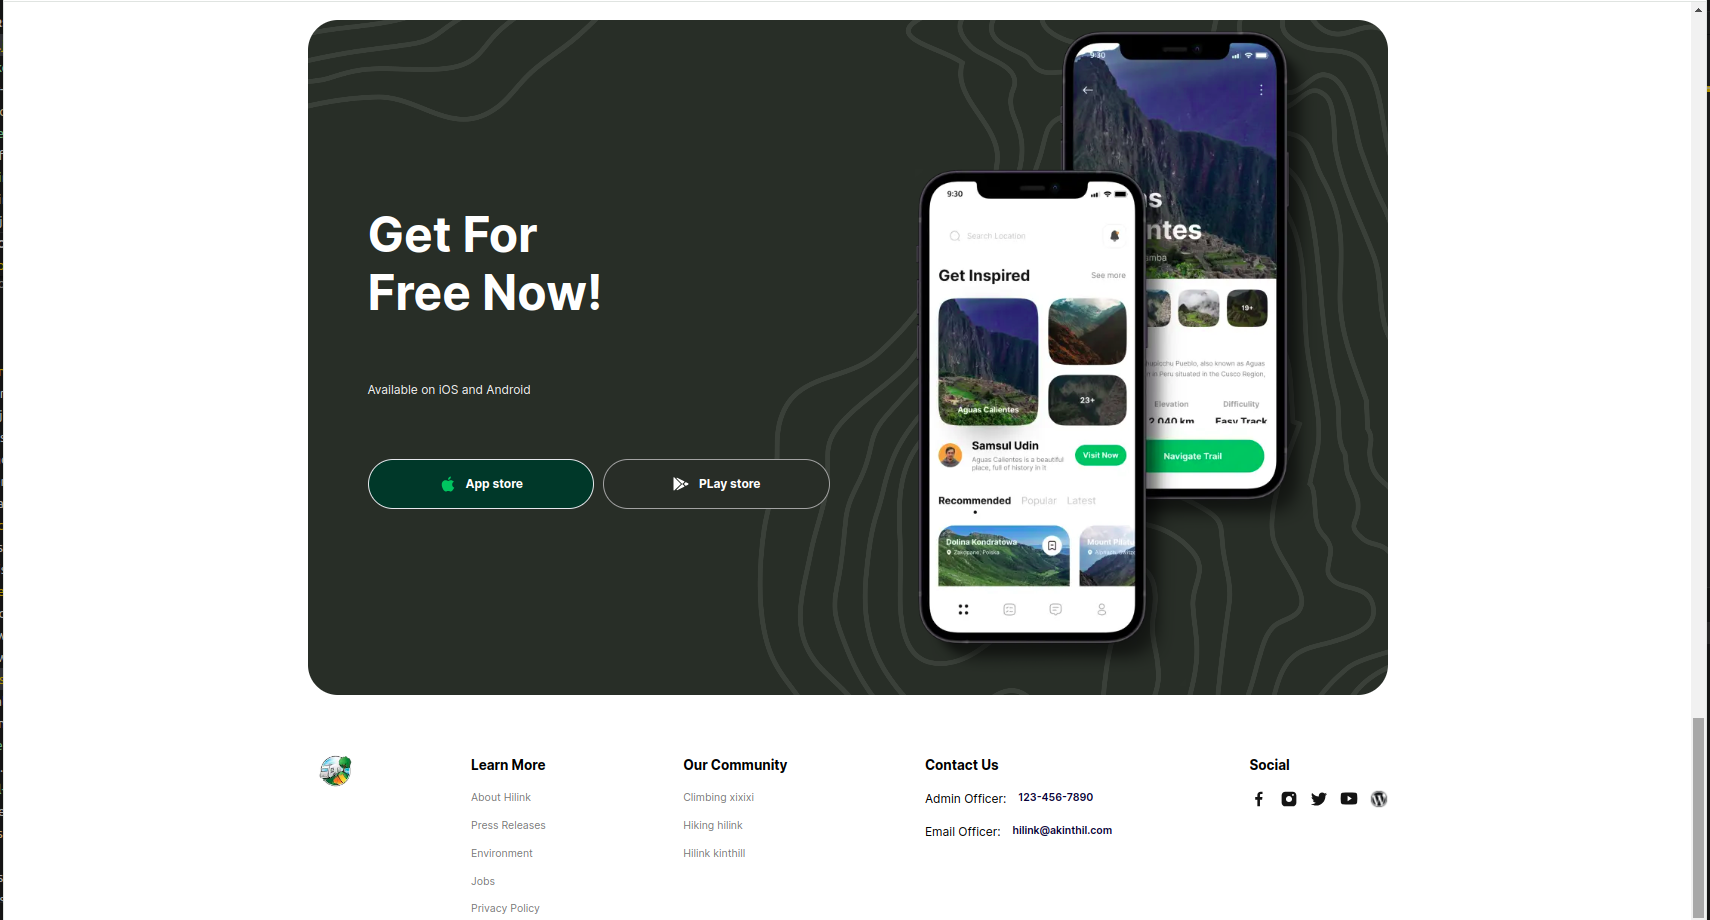 Get For
Free Now!
Available on iOS and Android
App store
PLay store
9:30
9:30
Search Location
Get Inspired
See more
Aguas Calientes
23+
Samsul Udin
Aguas Calientes is a beautiful
place, full of history in it
Visit Now
Recommended Popular Latest
Dolina Kondratowa
Zakopane, Polska
Mount
ntes
19+
Pueblo, also known as Aguas
in Peru situated in the Cusco Region,
Elevation
Difficulity
2.040 km
Easy Track
Navigate Trail
Learn More
About Hilink
Press Releases
Environment
Jobs
Privacy Policy
Our Community
Climbing xixixi
Hiking hilink
Hilink kinthill
Contact Us
Admin Officer: 123-456-7890
Email Officer: hilink@akinthil.com
Social